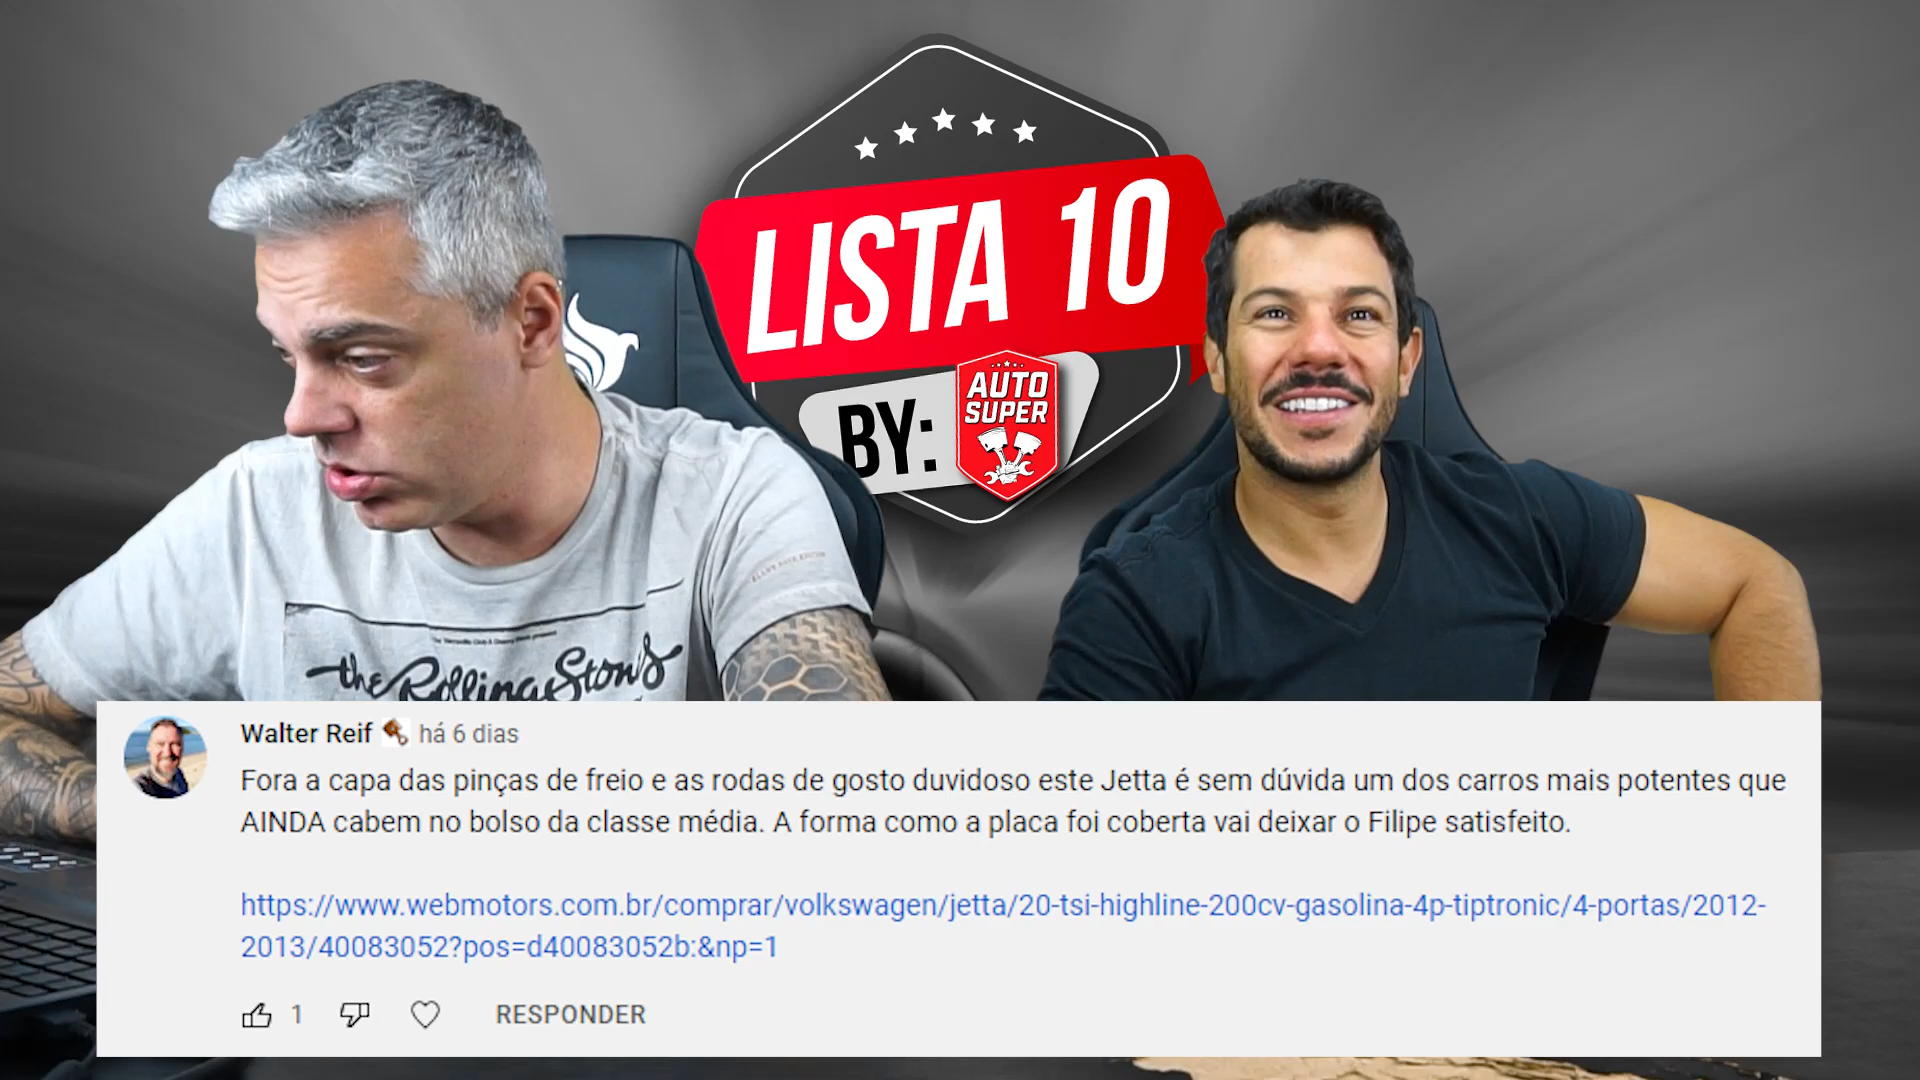 LISTA 10
BY:
AUTO
SUPER
the Rolling Stones
Walter Reif há 6 dias
Fora a capa das pinças de freio e as rodas de gosto duvidoso este Jetta é sem dúvida um dos carros mais potentes que
AINDA cabem no bolso da classe média. A forma como a placa foi coberta vai deixar o Filipe satisfeito.
https://www.webmotors.com.br/comprar/volkswagen/jetta/20-tsi-highline-200cv-gasolina-4p-tiptronic/4-portas/2012-
2013/40083052?pos=d40083052b:&np=1
1 RESPONDER